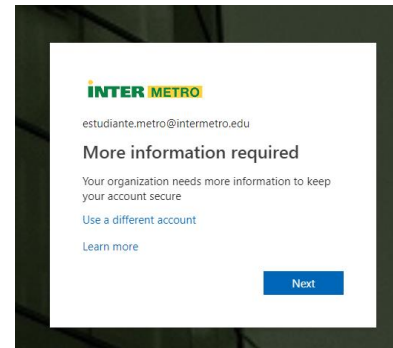 INTER METRO
estudiante.metro@intermetro.edu
More information required
Your organization needs more information to keep
your account secure
Use a different account
Learn more
Next